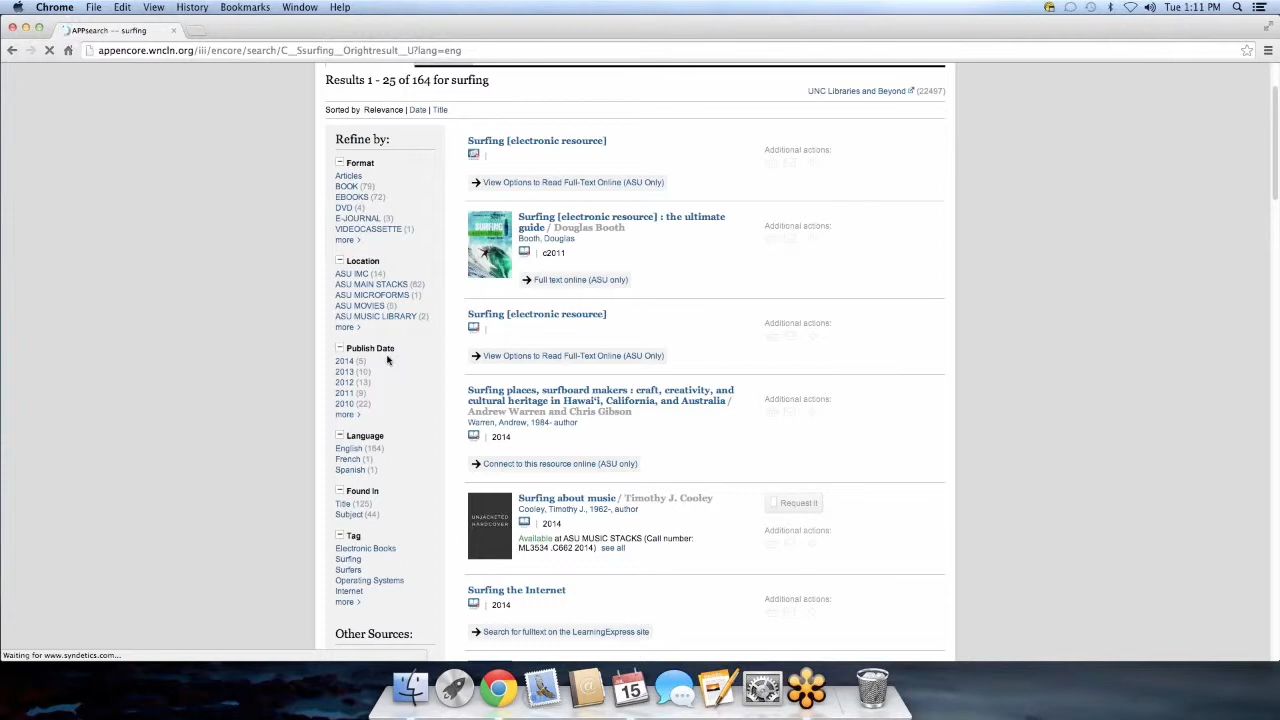 Chrome File Edit View History Bookmarks Window Help Tue 1:11 PM
APPsearch -- surfing
appencore.wncln.org/iii/encore/search/C__Ssurfing__Orightresult__U?lang=eng
Results 1 - 25 of 164 for surfing
UNC Libraries and Beyond (22497)
Sorted by Relevance | Date | Title
Refine by:
Format
Articles
BOOK (79)
EBOOKS (72)
DVD (4)
E-JOURNAL (3)
VIDEOCASSETTE (1)
more >
Location
ASU IMC (14)
ASU MAIN STACKS (62)
ASU MICROFORMS (1)
ASU MOVIES (5)
ASU MUSIC LIBRARY (2)
more >
Publish Date
2014 (5)
2013 (10)
2012 (13)
2011 (9)
2010 (22)
more >
Language
English (164)
French (1)
Spanish (1)
Found In
Title (125)
Subject (44)
Tag
Electronic Books
Surfing
Surfers
Operating Systems
Internet
more >
Other Sources:
Surfing [electronic resource]
|
View Options to Read Full-Text Online (ASU Only)
Additional actions:
SURFING
Surfing [electronic resource] : the ultimate
guide / Douglas Booth
Booth, Douglas
| c2011
Full text online (ASU only)
Additional actions:
Surfing [electronic resource]
|
View Options to Read Full-Text Online (ASU Only)
Additional actions:
Surfing places, surfboard makers : craft, creativity, and
cultural heritage in Hawai'i, California, and Australia /
Andrew Warren and Chris Gibson
Warren, Andrew, 1984- author
| 2014
Connect to this resource online (ASU only)
Additional actions:
UNJACKETED
HARDCOVER
Surfing about music / Timothy J. Cooley
Cooley, Timothy J., 1962-, author
| 2014
Available at ASU MUSIC STACKS (Call number:
ML3534 .C662 2014) see all
Request it
Additional actions:
Surfing the Internet
| 2014
Search for fulltext on the LearningExpress site
Additional actions:
Waiting for www.syndetics.com...
15